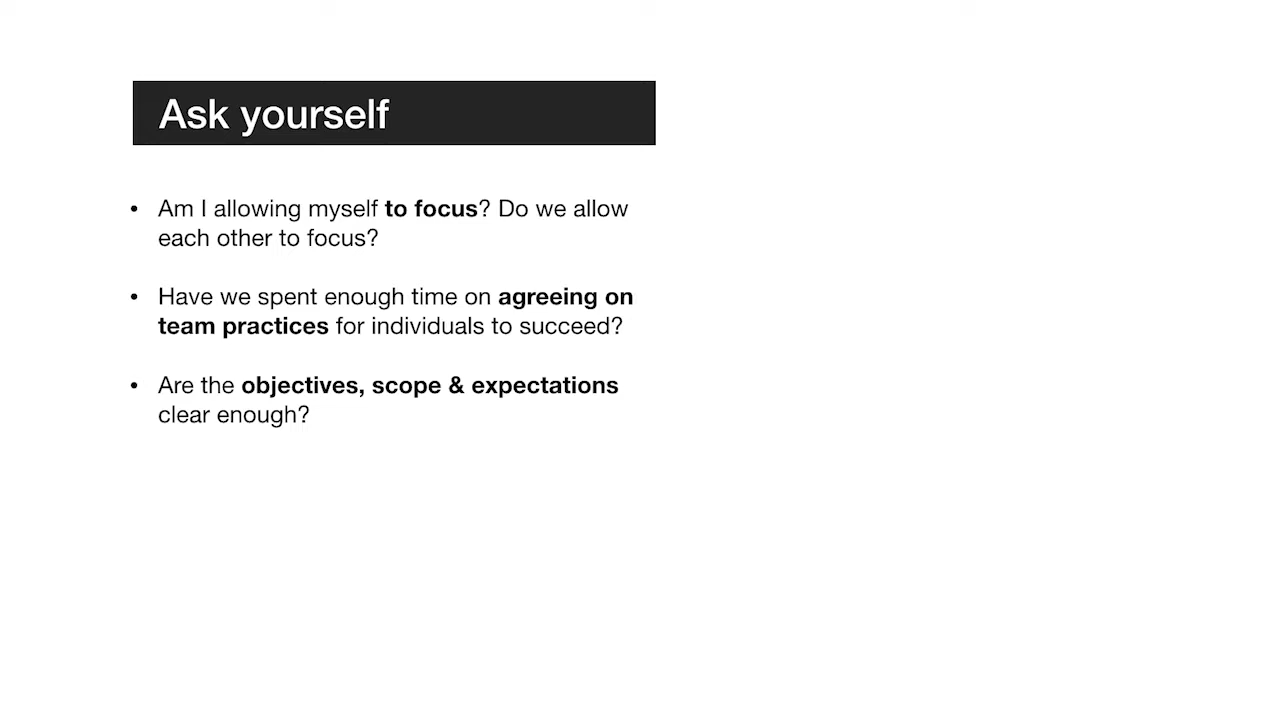 Ask yourself
• Am I allowing myself to focus? Do we allow
each other to focus?
• Have we spent enough time on agreeing on
team practices for individuals to succeed?
• Are the objectives, scope & expectations
clear enough?